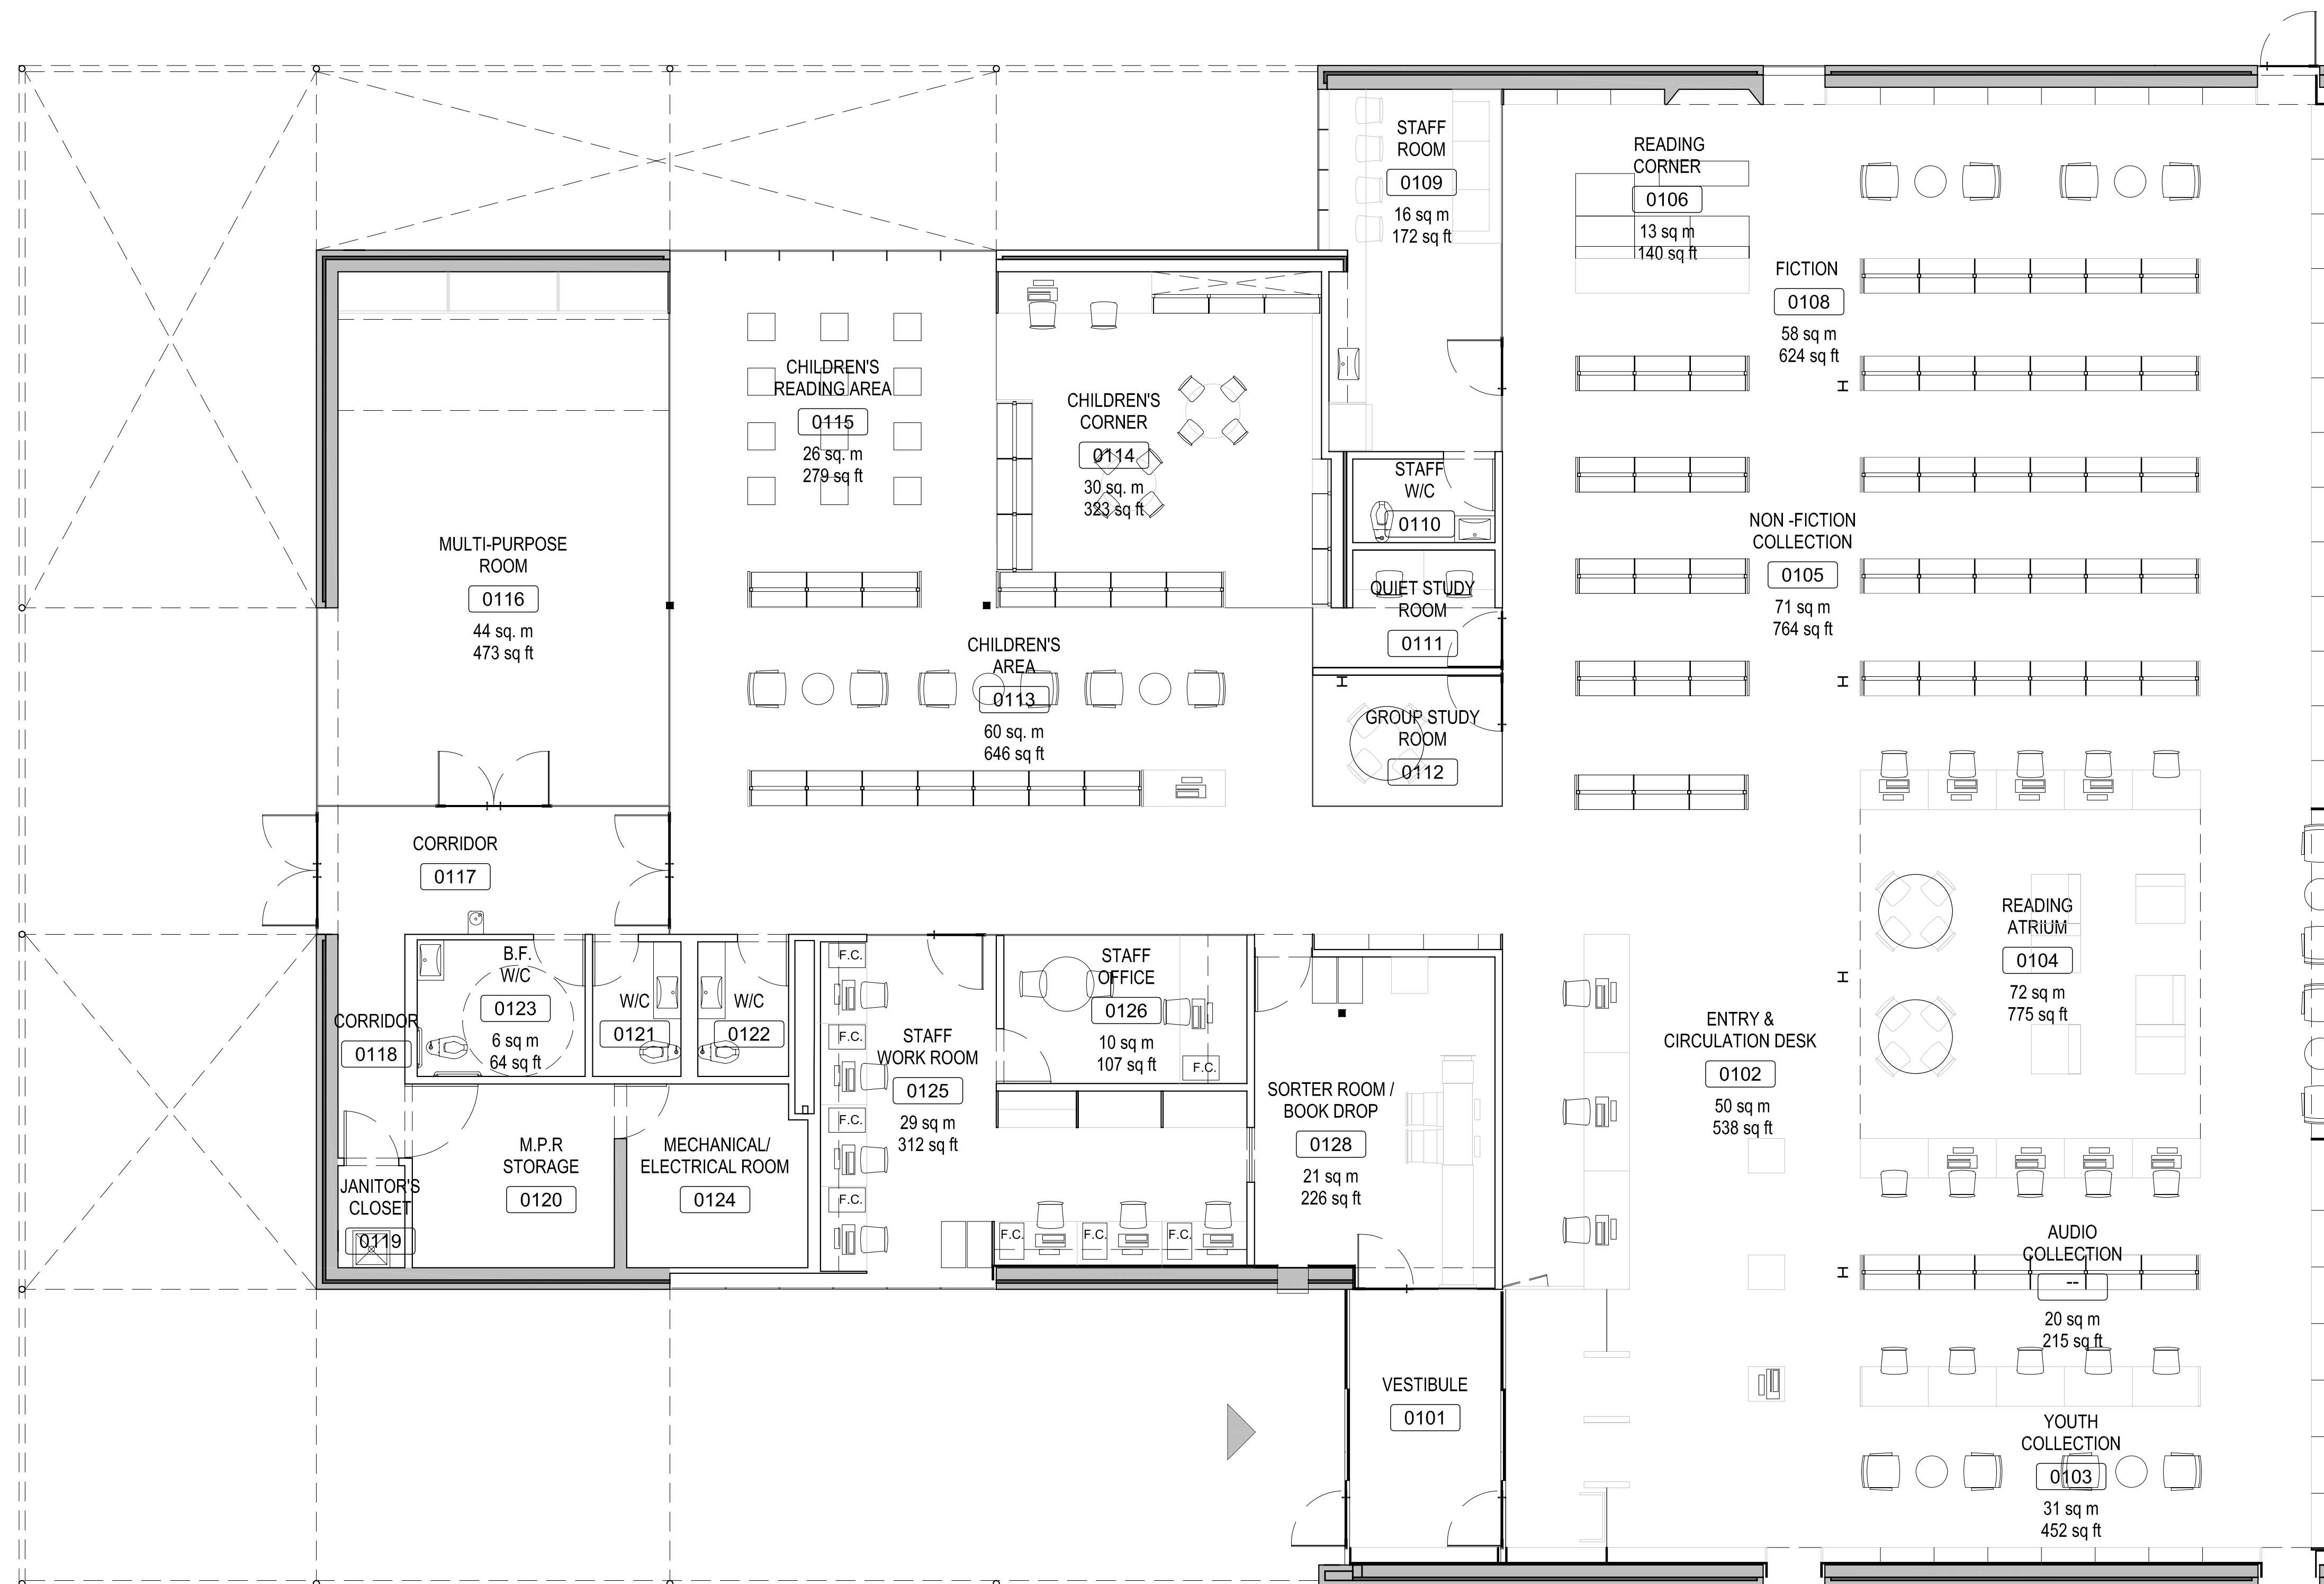 STAFF
ROOM
0109
16 sq m
172 sq ft
READING
CORNER
0106
13 sq m
140 sq ft
FICTION
0108
58 sq m
624 sq ft
CHILDREN'S
READING AREA
0115
26 sq. m
279 sq ft
CHILDREN'S
CORNER
0114
30 sq. m
323 sq ft
STAFF
W/C
0110
NON -FICTION
COLLECTION
0105
71 sq m
764 sq ft
MULTI-PURPOSE
ROOM
0116
44 sq. m
473 sq ft
QUIET STUDY
ROOM
0111
CHILDREN'S
AREA
0113
60 sq. m
646 sq ft
GROUP STUDY
ROOM
0112
CORRIDOR
0117
READING
ATRIUM
0104
72 sq m
775 sq ft
B.F.
W/C
0123
6 sq m
64 sq ft
W/C
0121
W/C
0122
F.C.
F.C.
F.C.
F.C.
STAFF
OFFICE
0126
10 sq m
107 sq ft
F.C.
CORRIDOR
0118
STAFF
WORK ROOM
0125
29 sq m
312 sq ft
ENTRY &
CIRCULATION DESK
0102
50 sq m
538 sq ft
SORTER ROOM /
BOOK DROP
0128
21 sq m
226 sq ft
M.P.R
STORAGE
0120
MECHANICAL/
ELECTRICAL ROOM
0124
JANITOR'S
CLOSET
0119
F.C.
F.C.
F.C.
AUDIO
COLLECTION
--
20 sq m
215 sq ft
VESTIBULE
0101
YOUTH
COLLECTION
0103
31 sq m
452 sq ft